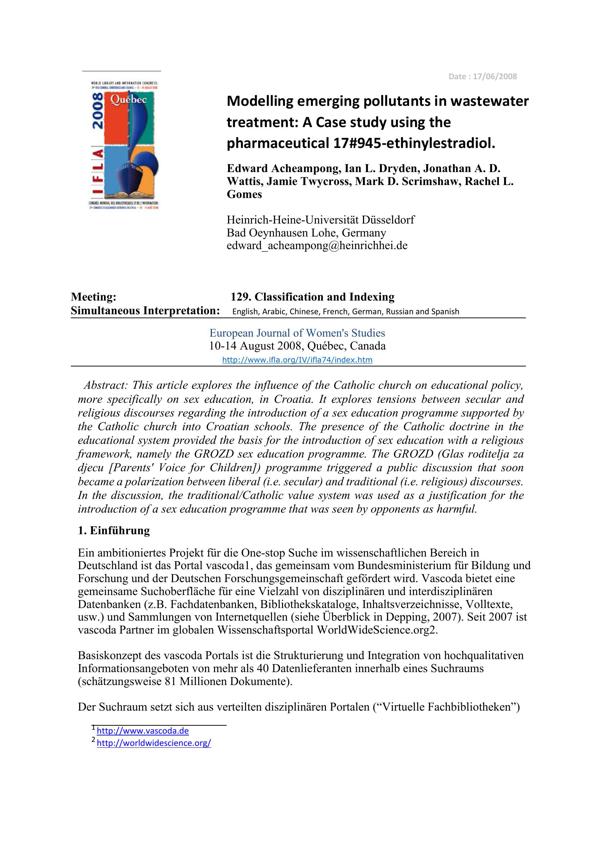 Date : 17/06/2008
WORLD LIBRARY AND INFORMATION CONGRESS:
IFLA 2008
Québec
Modelling emerging pollutants in wastewater
treatment: A Case study using the
pharmaceutical 17#945-ethinylestradiol.
Edward Acheampong, Ian L. Dryden, Jonathan A. D.
Wattis, Jamie Twycross, Mark D. Scrimshaw, Rachel L.
Gomes
Heinrich-Heine-Universität Düsseldorf
Bad Oeynhausen Lohe, Germany
edward_acheampong@heinrichhei.de
Meeting: 129. Classification and Indexing
Simultaneous Interpretation: English, Arabic, Chinese, French, German, Russian and Spanish
European Journal of Women's Studies
10-14 August 2008, Québec, Canada
http://www.ifla.org/IV/ifla74/index.htm
Abstract: This article explores the influence of the Catholic church on educational policy,
more specifically on sex education, in Croatia. It explores tensions between secular and
religious discourses regarding the introduction of a sex education programme supported by
the Catholic church into Croatian schools. The presence of the Catholic doctrine in the
educational system provided the basis for the introduction of sex education with a religious
framework, namely the GROZD sex education programme. The GROZD (Glas roditelja za
djecu [Parents' Voice for Children]) programme triggered a public discussion that soon
became a polarization between liberal (i.e. secular) and traditional (i.e. religious) discourses.
In the discussion, the traditional/Catholic value system was used as a justification for the
introduction of a sex education programme that was seen by opponents as harmful.
1. Einführung
Ein ambitioniertes Projekt für die One-stop Suche im wissenschaftlichen Bereich in
Deutschland ist das Portal vascoda1, das gemeinsam vom Bundesministerium für Bildung und
Forschung und der Deutschen Forschungsgemeinschaft gefördert wird. Vascoda bietet eine
gemeinsame Suchoberfläche für eine Vielzahl von disziplinären und interdisziplinären
Datenbanken (z.B. Fachdatenbanken, Bibliothekskataloge, Inhaltsverzeichnisse, Volltexte,
usw.) und Sammlungen von Internetquellen (siehe Überblick in Depping, 2007). Seit 2007 ist
vascoda Partner im globalen Wissenschaftsportal WorldWideScience.org2.
Basiskonzept des vascoda Portals ist die Strukturierung und Integration von hochqualitativen
Informationsangeboten von mehr als 40 Datenlieferanten innerhalb eines Suchraums
(schätzungsweise 81 Millionen Dokumente).
Der Suchraum setzt sich aus verteilten disziplinären Portalen (“Virtuelle Fachbibliotheken”)
1 http://www.vascoda.de
2 http://worldwidescience.org/